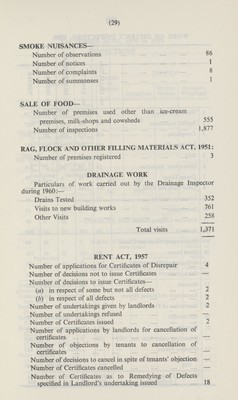 (29)
SMOKE NUISANCES—
Number of observations 86
Number of notices 1
Number of complaints 8
Number of summonses 1
SALE OF FOOD—
Number of premises used other than ice-cream
premises, milk-shops and cowsheds 555
Number of inspections 1,877
RAG, FLOCK AND OTHER FILLING MATERIALS ACT, 1951:
Number of premises registered 3
DRAINAGE WORK
Particulars of work carried out by the Drainage Inspector
during 1960:—
Drains Tested 352
Visits to new building works 761
Other Visits 258
Total visits 1,371
RENT ACT, 1957
Number of applications for Certificates of Disrepair 4
Number of decisions not to issue Certificates —
Number of decisions to issue Certificates—
(a) in respect of some but not all defects 2
(b) in respect of all defects 2
Number of undertakings given by landlords 2
Number of undertakings refused —
Number of Certificates issued 2
Number of applications by landlords for cancellation of
certificates —
Number of objections by tenants to cancellation of
certificates —
Number of decisions to cancel in spite of tenants' objection —
Number of Certificates cancelled —
Number of Certificates as to Remedying of Defects
specified in Landlord's undertaking issued 18